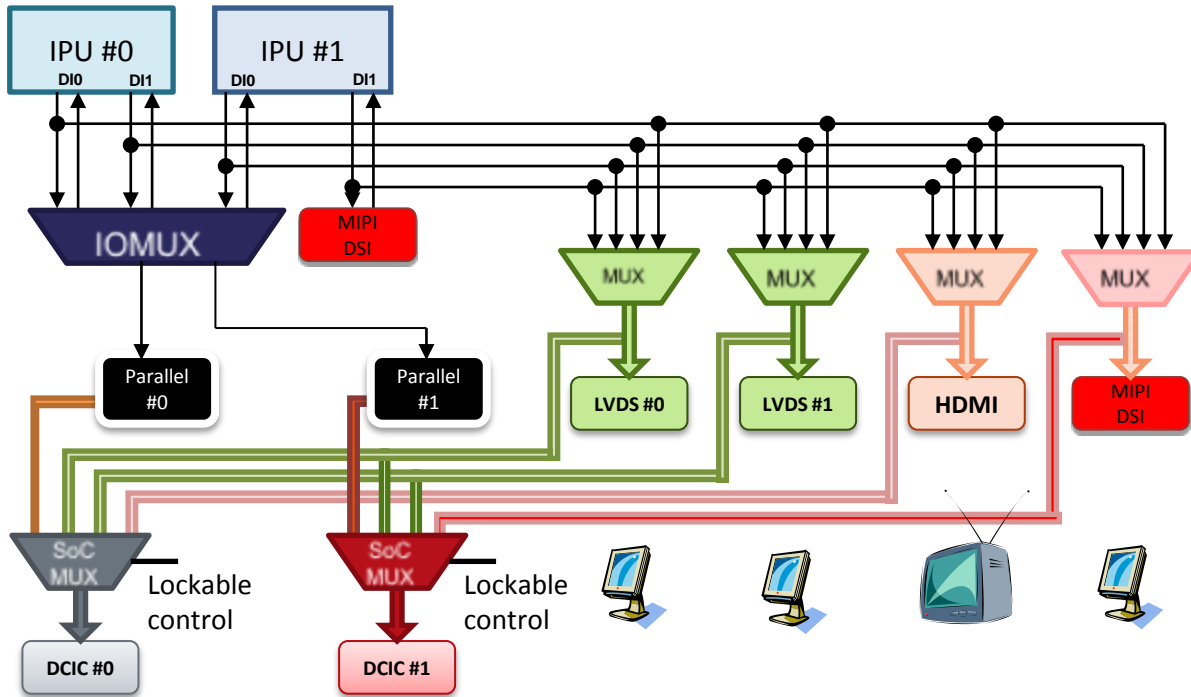 IPU #0
IPU #1
DI0
DI1
DI0
DI1
IOMUX
MIPI
DSI
MUX
MUX
MUX
MUX
Parallel
#0
Parallel
#1
LVDS #0
LVDS #1
HDMI
MIPI
DSI
SoC
MUX
Lockable
control
SoC
MUX
Lockable
control
DCIC #0
DCIC #1